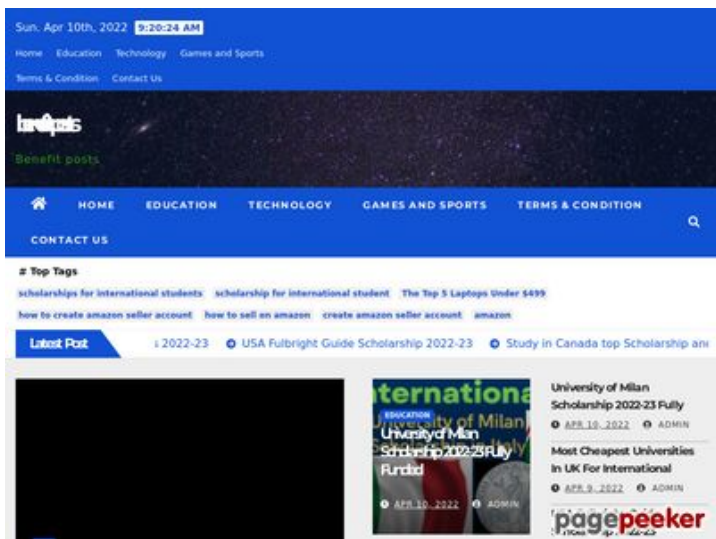 Sun. Apr 10th, 2022 9:20:24 AM
Home Education Technology Games and Sports
Terms & Condition Contact Us
Benefit posts
HOME EDUCATION TECHNOLOGY GAMES AND SPORTS TERMS & CONDITION
CONTACT US
# Top Tags
scholarships for international students scholarship for international student The Top 5 Laptops Under $499
how to create amazon seller account how to sell on amazon create amazon seller account amazon
Latest Post 2022-23 USA Fulbright Guide Scholarship 2022-23 Study in Canada top Scholarship
ternationa
EDUCATION
University of Milan
Scholarship 2022-23 Fully
Funded
APR 10, 2022 ADMIN
University of Milan
Scholarship 2022-23 Fully
APR 10, 2022 ADMIN
Most Cheapest Universities
In UK For International
APR 9, 2022 ADMIN
pagepeeker